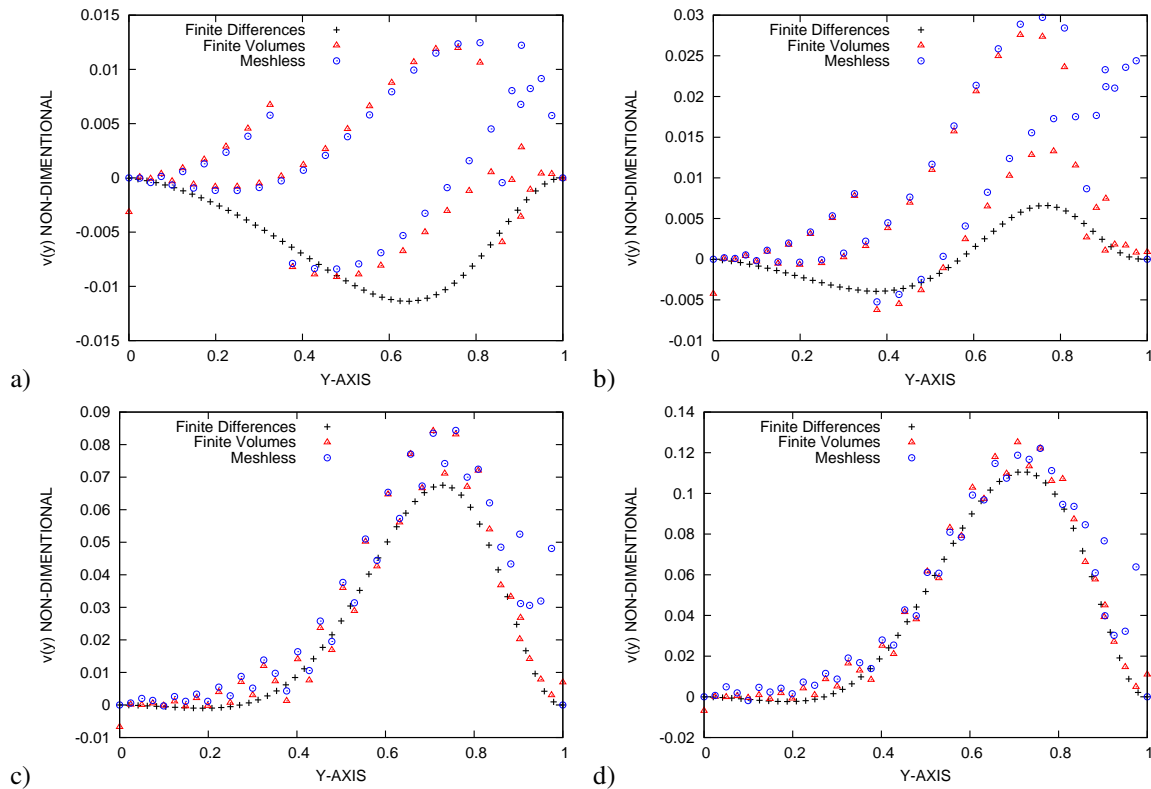 0.015
0.01
0.005
0
-0.005
-0.01
-0.015
0
0.2
0.4
0.6
0.8
1
v(y) NON-DIMENTIONAL
Y-AXIS
Finite Differences
Finite Volumes
Meshless
a)
0.03
0.025
0.02
0.015
0.01
0.005
0
-0.005
-0.01
0
0.2
0.4
0.6
0.8
1
v(y) NON-DIMENTIONAL
Y-AXIS
Finite Differences
Finite Volumes
Meshless
b)
0.09
0.08
0.07
0.06
0.05
0.04
0.03
0.02
0.01
0
-0.01
0
0.2
0.4
0.6
0.8
1
v(y) NON-DIMENTIONAL
Y-AXIS
Finite Differences
Finite Volumes
Meshless
c)
0.14
0.12
0.1
0.08
0.06
0.04
0.02
0
-0.02
0
0.2
0.4
0.6
0.8
1
v(y) NON-DIMENTIONAL
Y-AXIS
Finite Differences
Finite Volumes
Meshless
d)